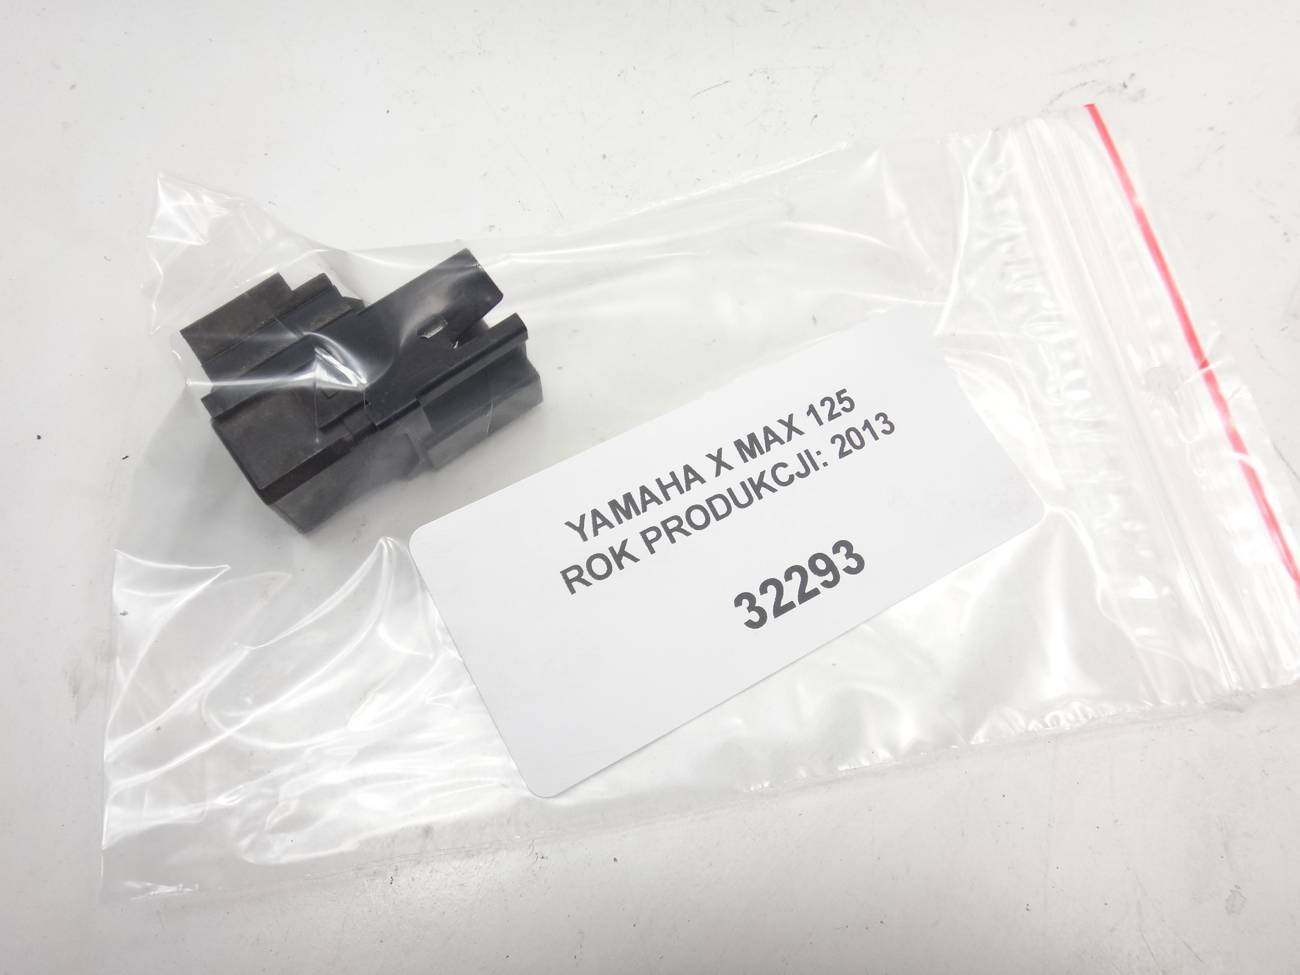 YAMAHA X MAX 125
ROK PRODUKCJI: 2013
32293